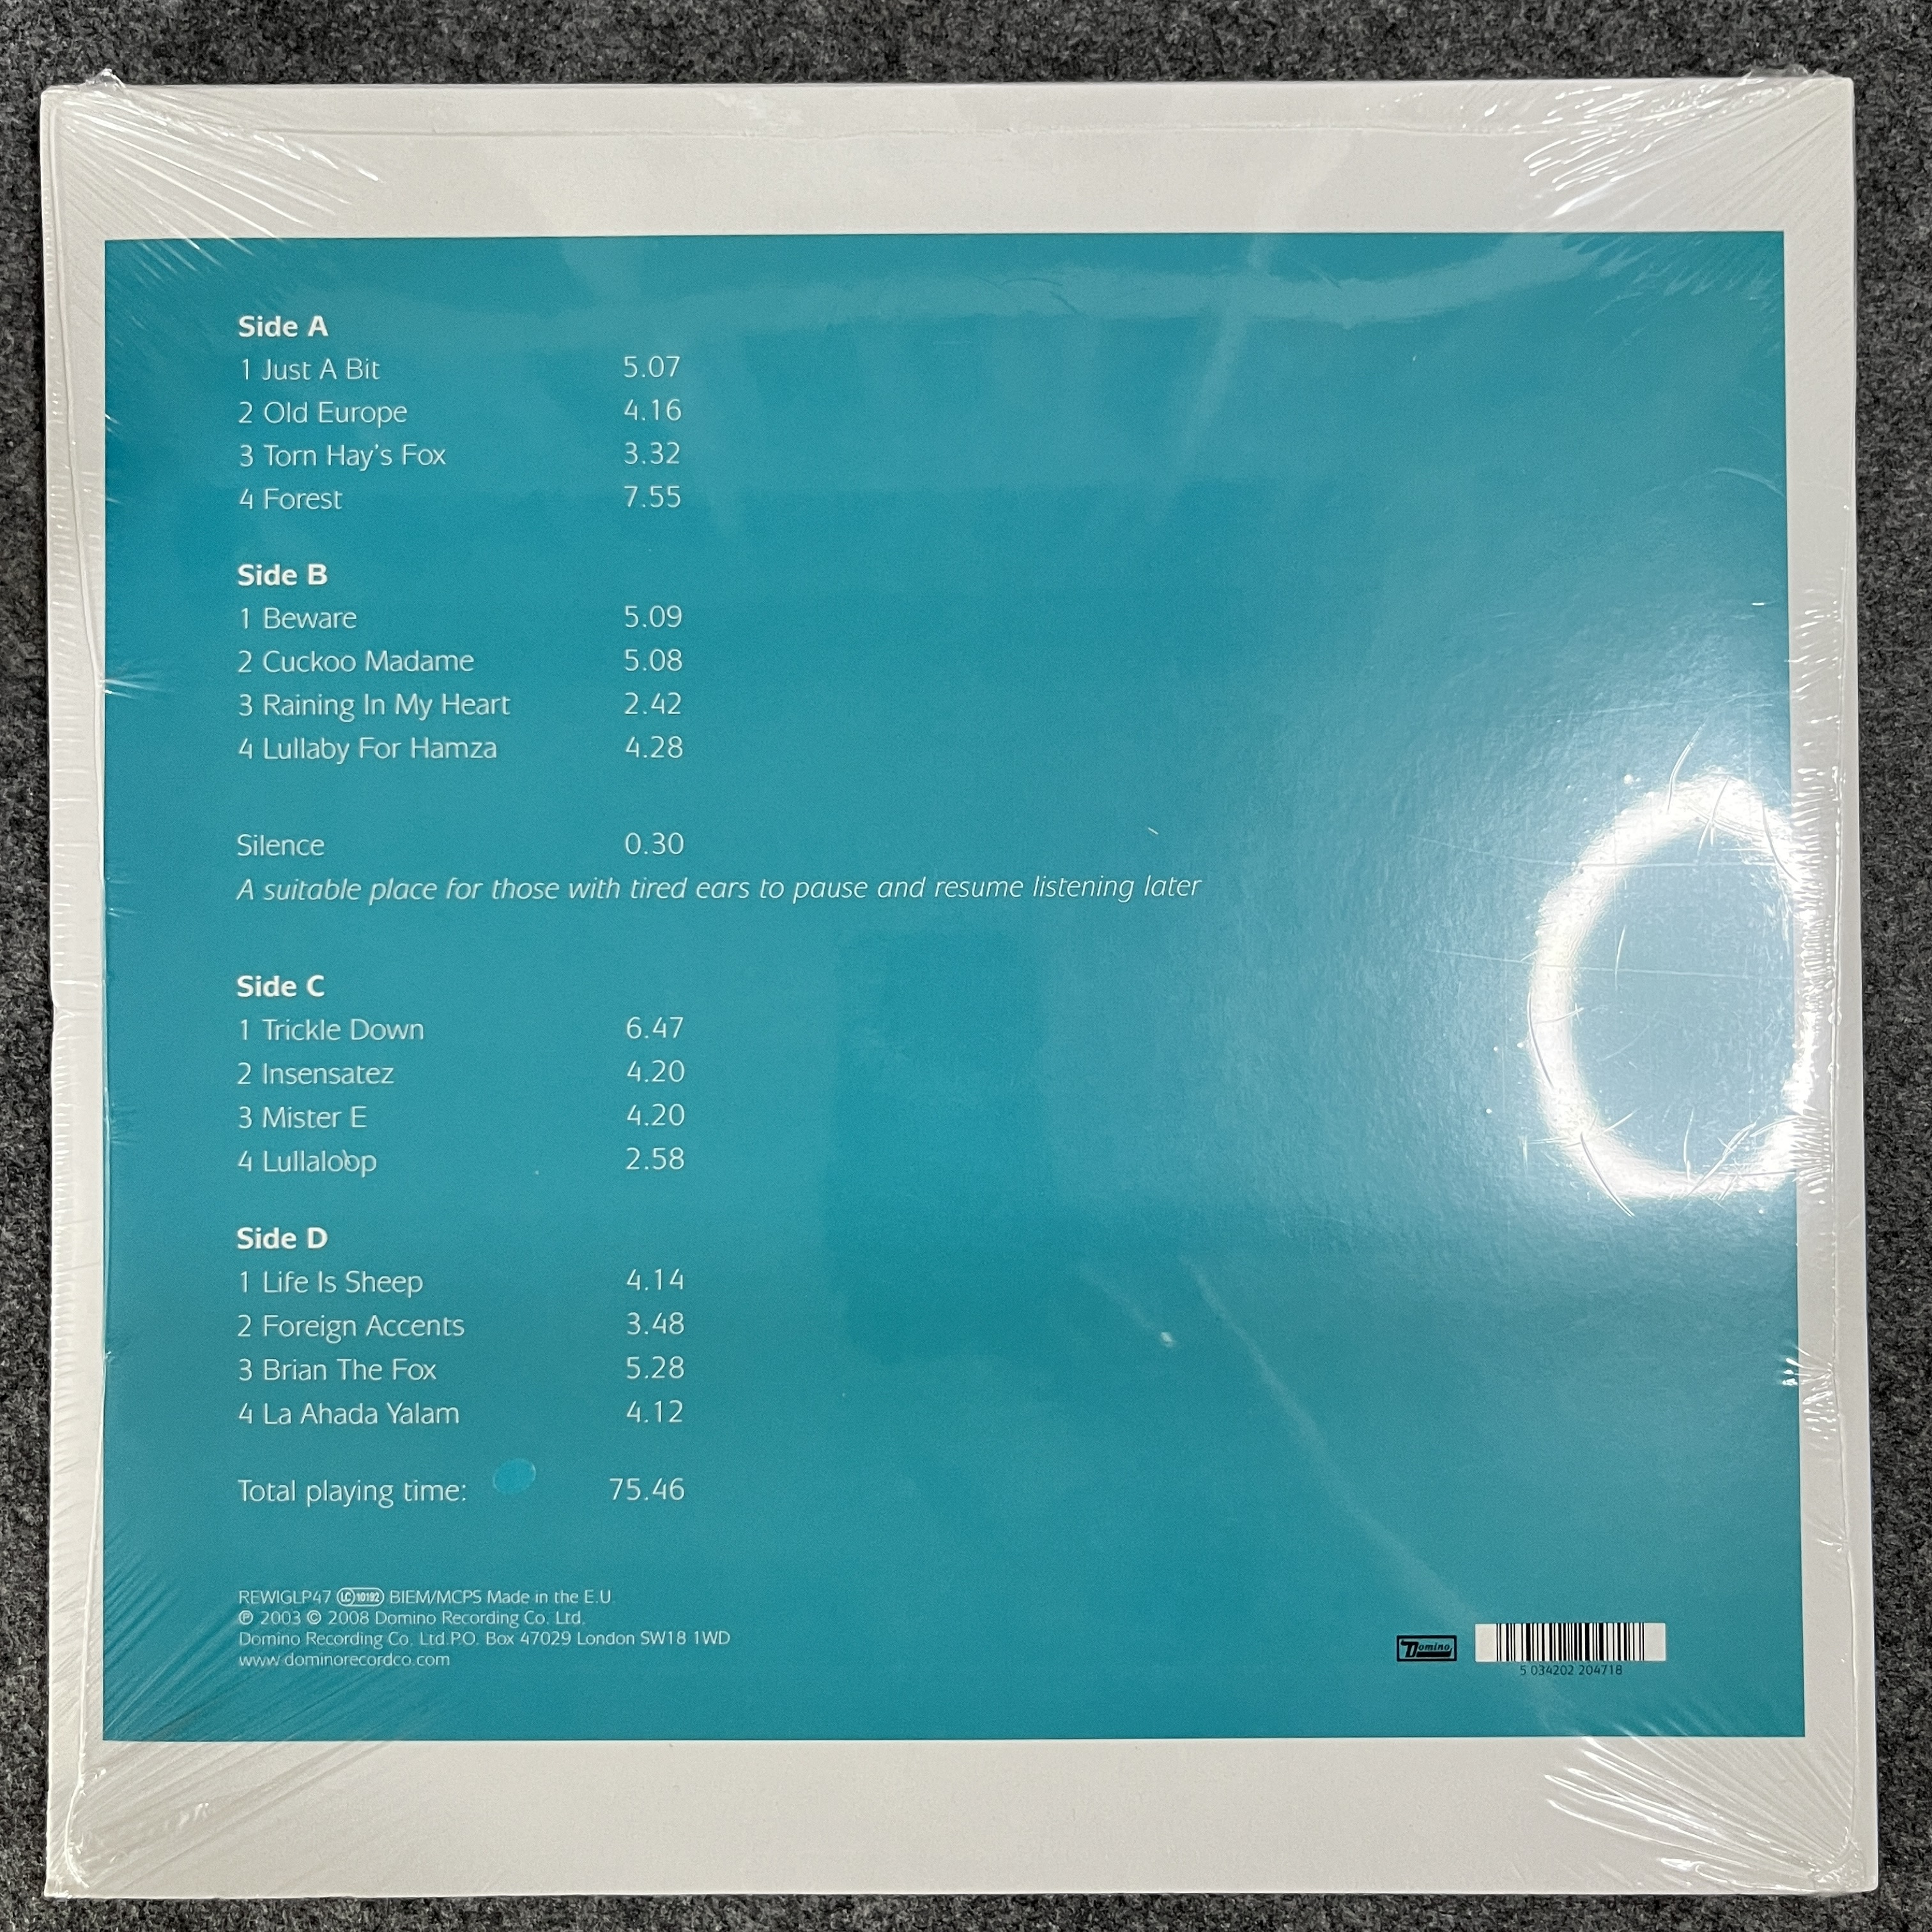 Side A
1 Just A Bit 5.07
2 Old Europe 4.16
3 Torn Hay's Fox 3.32
4 Forest 7.55
Side B
1 Beware 5.09
2 Cuckoo Madame 5.08
3 Raining In My Heart 2.42
4 Lullaby For Hamza 4.28
Silence 0.30
A suitable place for those with tired ears to pause and resume listening later
Side C
1 Trickle Down 6.47
2 Insensatez 4.20
3 Mister E 4.20
4 Lullaloop 2.58
Side D
1 Life Is Sheep 4.14
2 Foreign Accents 3.48
3 Brian The Fox 5.28
4 La Ahada Yalam 4.12
Total playing time: 75.46
REWIGLP47 LC 10192 BIEM/MCPS Made in the E.U.
℗ 2003 © 2008 Domino Recording Co. Ltd.
Domino Recording Co. Ltd.P.O. Box 47029 London SW18 1WD
www.dominorecordco.com
Domino
5 034202 204718